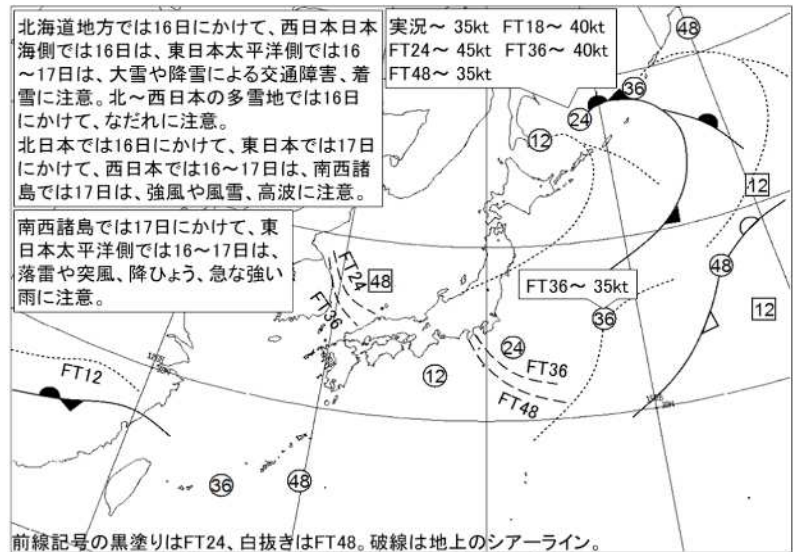 北海道地方では16日にかけて、西日本日本
海側では16日は、東日本太平洋側では16
～17日は、大雪や降雪による交通障害、着
雪に注意。北～西日本の多雪地では16日
にかけて、なだれに注意。
北日本では16日にかけて、東日本では17日
にかけて、西日本では16～17日は、南西諸
島では17日は、強風や風雪、高波に注意。
実況～ 35kt FT18～ 40kt
FT24～ 45kt FT36～ 40kt
FT48～ 35kt
48
36
24
12
12
南西諸島では17日にかけて、東
日本太平洋側では16～17日は、
落雷や突風、降ひょう、急な強い
雨に注意。
FT24
48
FT36
48
FT36～ 35kt
36
12
24
FT12
12
FT36
FT48
36
48
前線記号の黒塗りはFT24、白抜きはFT48。破線は地上のシアーライン。